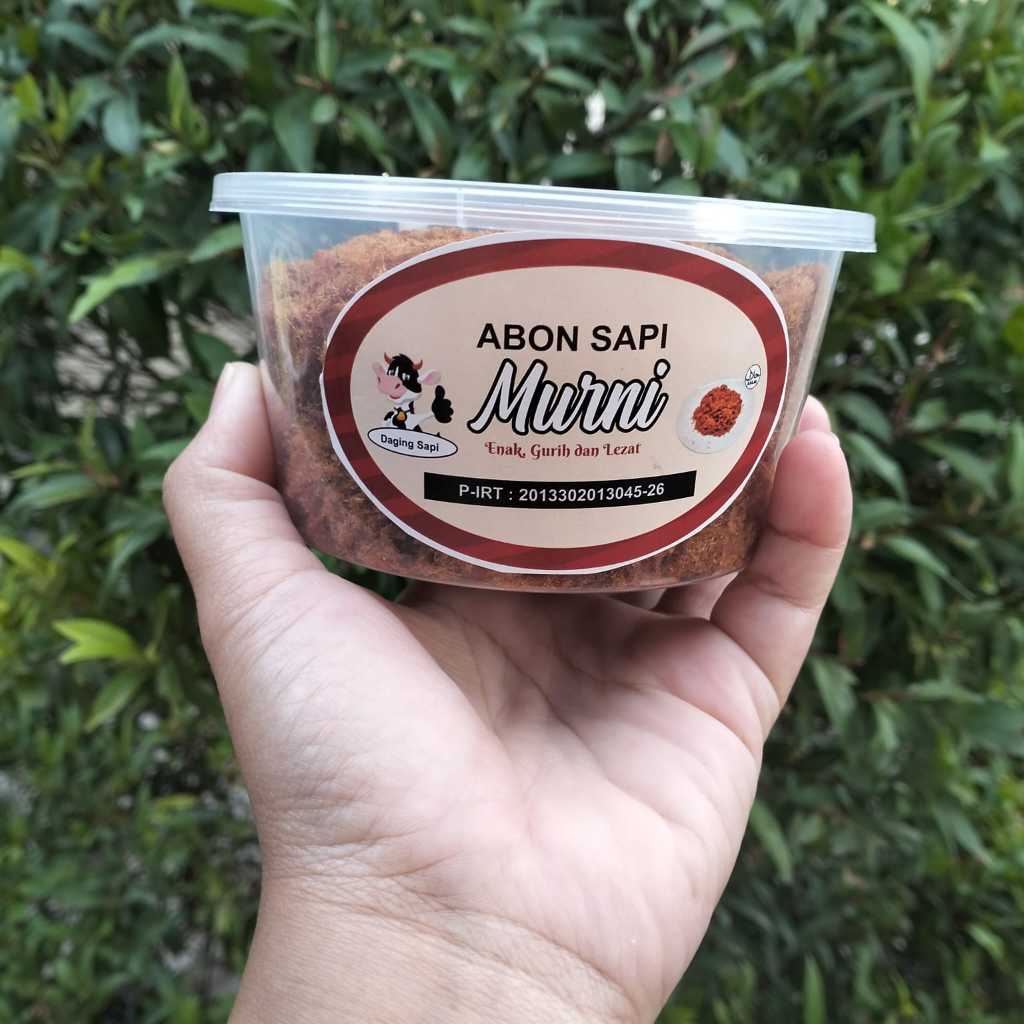 ABON SAPI
Murni
Daging Sapi
Enak, Gurih dan Lezat
P-IRT : 2013302013045-26